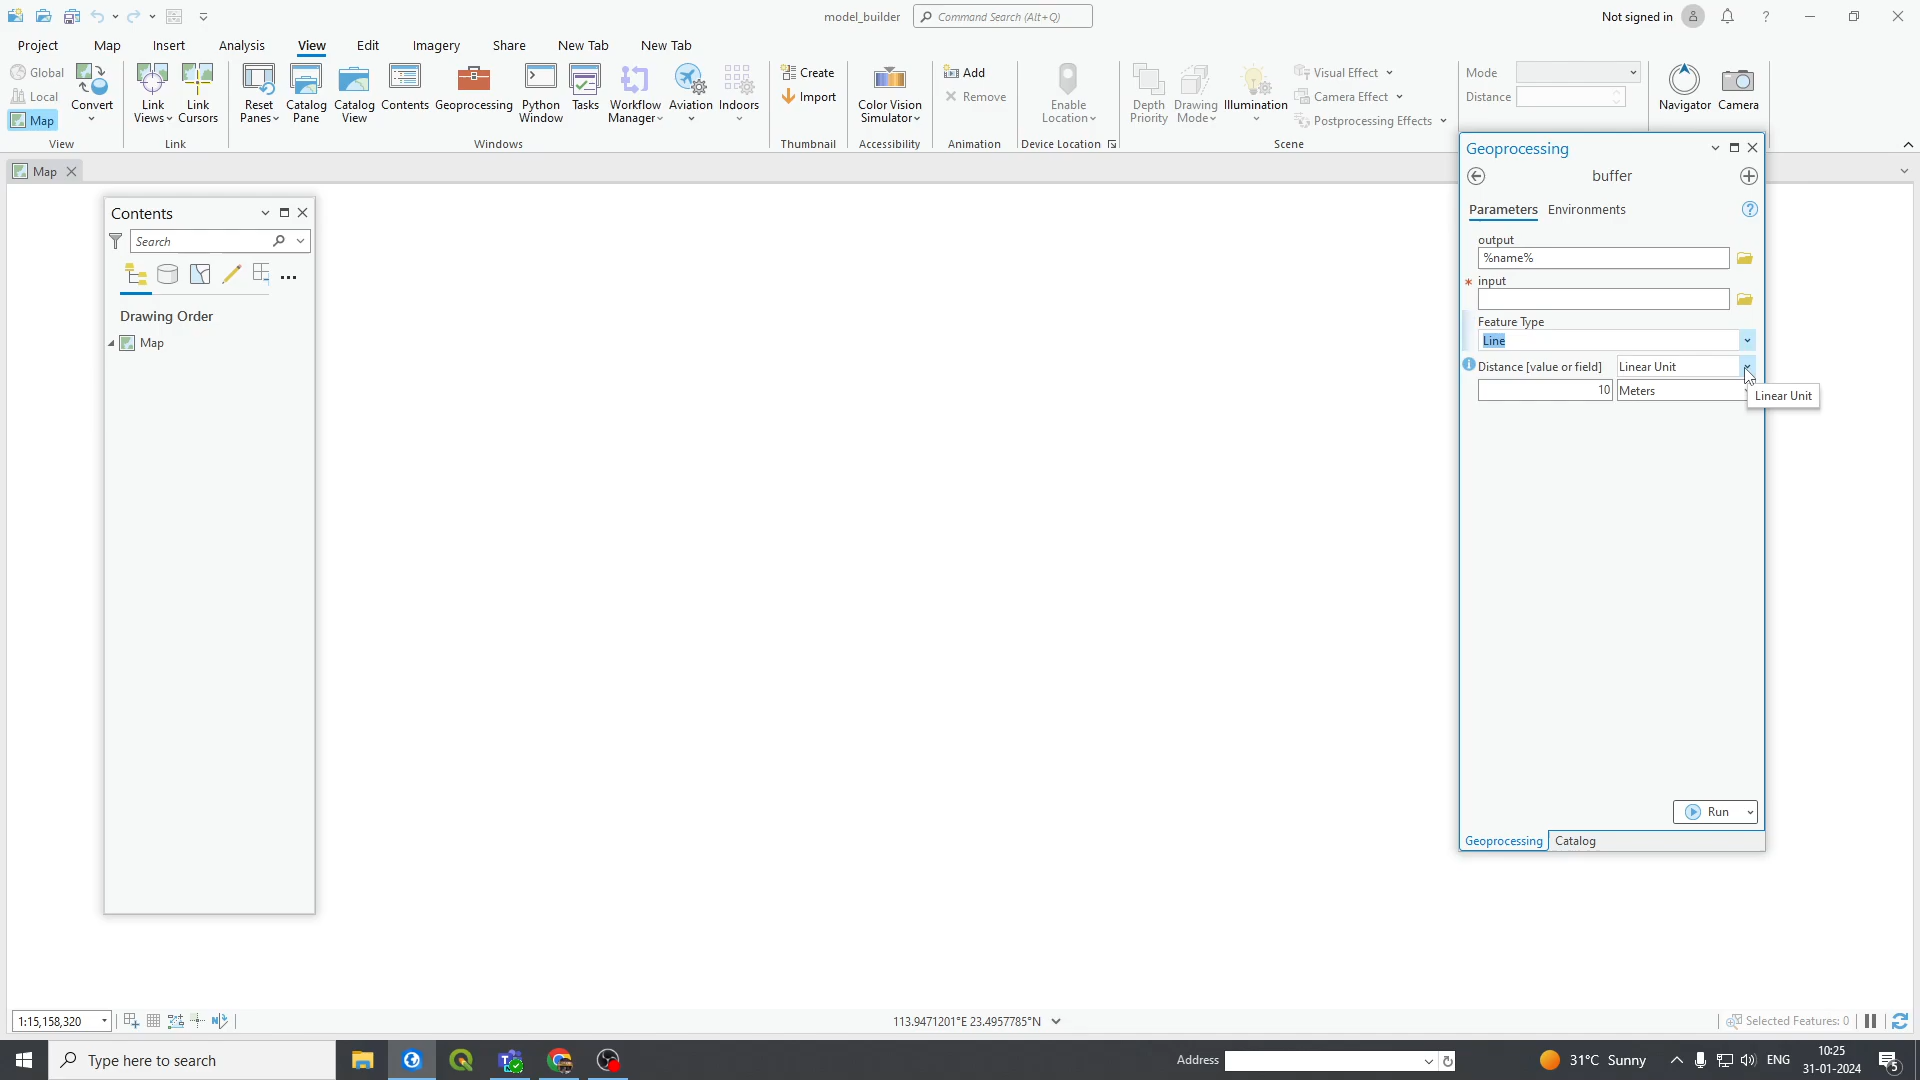 model_builder
Command Search (Alt+Q)
Not signed in
Project Map Insert Analysis View Edit Imagery Share New Tab New Tab
Global
Local
Map
Convert
Link Views
Link Cursors
Reset Panes
Catalog Pane
Catalog View
Contents
Geoprocessing
Python Window
Tasks
Workflow Manager
Aviation
Indoors
Create
Import
Color Vision Simulator
Add
Remove
Enable Location
Depth Priority
Drawing Mode
Illumination
Visual Effect
Camera Effect
Postprocessing Effects
Mode
Distance
Navigator
Camera
View Link Windows Thumbnail Accessibility Animation Device Location Scene
Map
Contents
Search
Drawing Order
Map
Geoprocessing
buffer
Parameters Environments
output
%name%
* input
Feature Type
Line
Distance [value or field] Linear Unit
10 Meters
Linear Unit
Run
Geoprocessing Catalog
1:15,158,320
113.9471201°E 23.4957785°N
Selected Features: 0
Type here to search
Address
31°C Sunny
ENG
10:25
31-01-2024
5